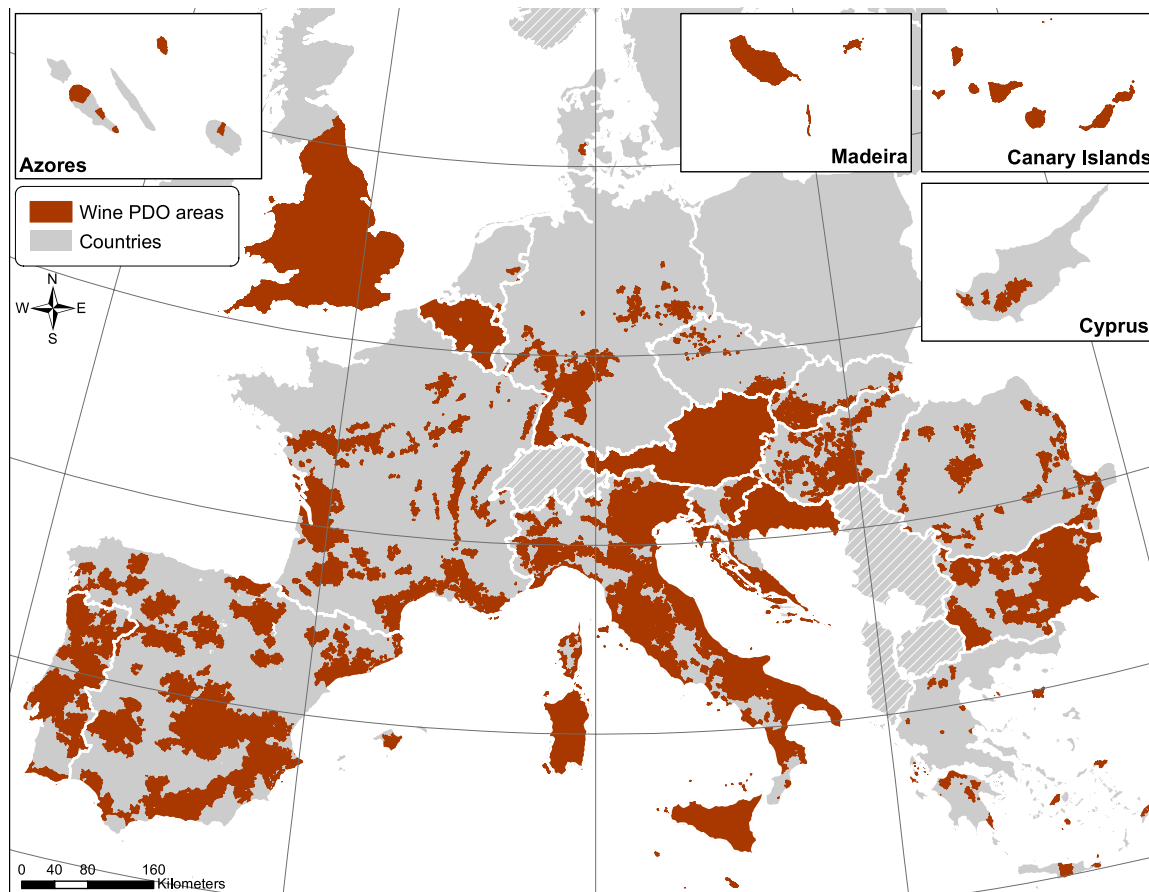 Azores
Madeira
Canary Islands
Wine PDO areas
Countries
Cyprus
N
W E
S
0 40 80 160
Kilometers